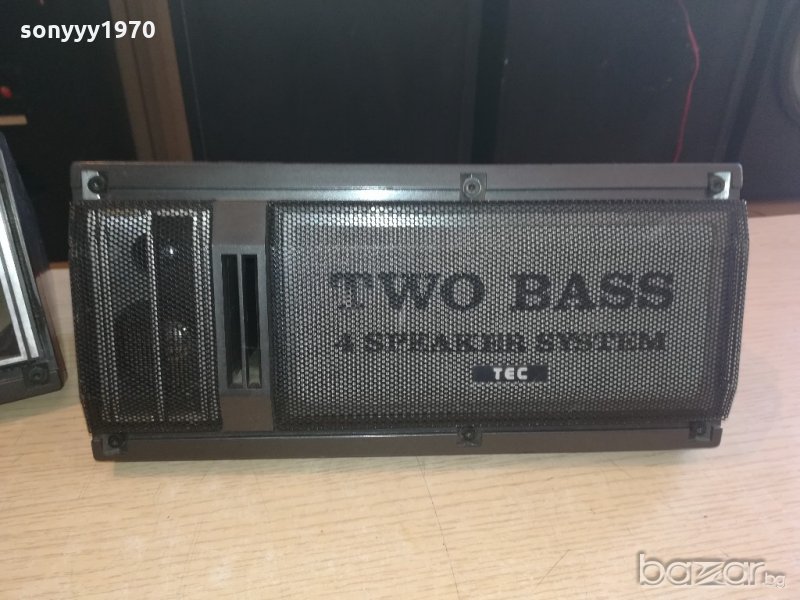 sonyyy1970
TWO BASS
4 SPEAKER SYSTEM
TEC
bazar.bg